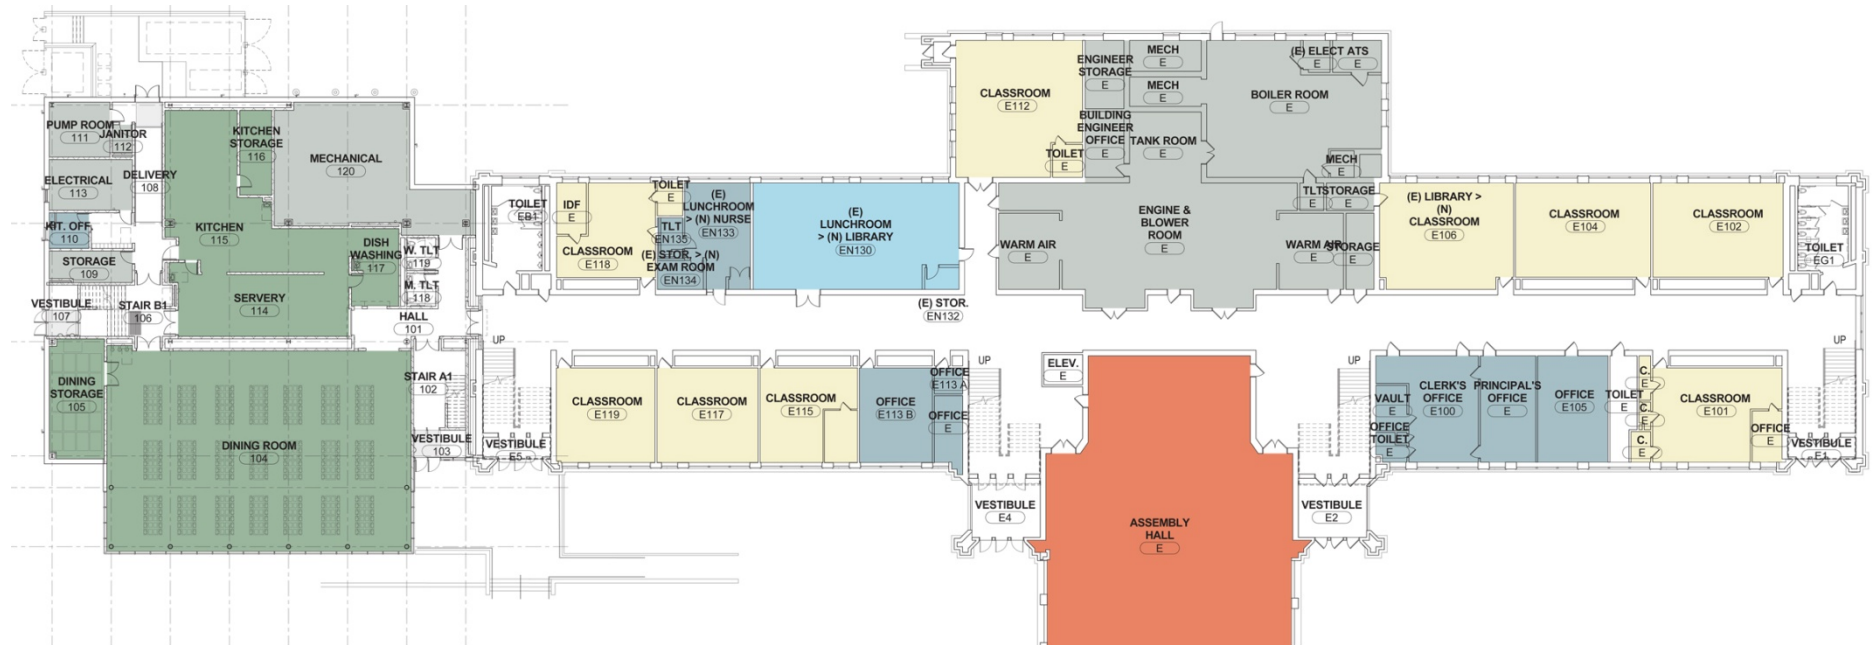 PUMP ROOM
111
JANITOR
112
ELECTRICAL
113
DELIVERY
108
KIT. OFF.
110
STORAGE
109
VESTIBULE
107
STAIR B1
106
KITCHEN
STORAGE
116
MECHANICAL
120
KITCHEN
115
DISH
WASHING
117
W. TLT
119
M. TLT
118
SERVERY
114
HALL
101
DINING
STORAGE
105
DINING ROOM
104
STAIR A1
102
VESTIBULE
103
TOILET
EB1
IDF
E
CLASSROOM
E118
TOILET
E
(E)
LUNCHROOM
> (N) NURSE
EN133
TLT
EN135
(E) STOR. > (N)
EXAM ROOM
EN134
(E)
LUNCHROOM
> (N) LIBRARY
EN130
(E) STOR.
EN132
UP
VESTIBULE
E5
CLASSROOM
E119
CLASSROOM
E117
CLASSROOM
E115
OFFICE
E113 B
OFFICE
E113 A
OFFICE
E
UP
VESTIBULE
E4
CLASSROOM
E112
TOILET
E
ENGINEER
STORAGE
E
BUILDING
ENGINEER
OFFICE
E
MECH
E
MECH
E
TANK ROOM
E
BOILER ROOM
E
(E) ELECT ATS
E
E
MECH
E
WARM AIR
E
ENGINE &
BLOWER
ROOM
E
TLT
E
STORAGE
E
WARM AIR
E
STORAGE
E
(E) LIBRARY >
(N)
CLASSROOM
E106
CLASSROOM
E104
CLASSROOM
E102
TOILET
EG1
ELEV.
E
ASSEMBLY
HALL
E
UP
VESTIBULE
E2
VAULT
E
OFFICE
TOILET
E
CLERK'S
OFFICE
E100
PRINCIPAL'S
OFFICE
E
OFFICE
E105
TOILET
E
C.
E
C.
E
C.
E
CLASSROOM
E101
OFFICE
E
UP
VESTIBULE
E1